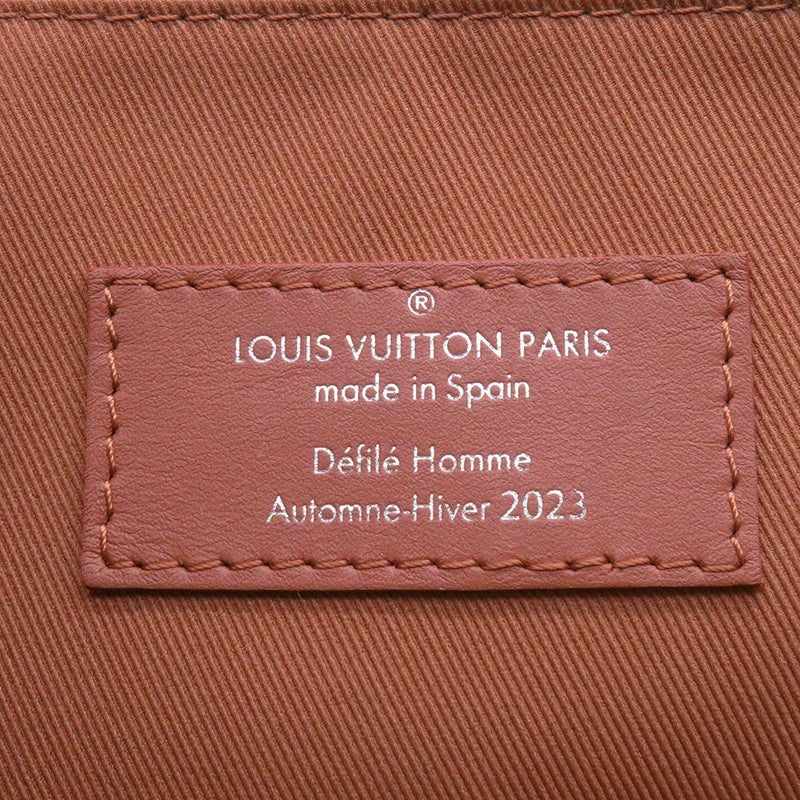 ®
LOUIS VUITTON PARIS
made in Spain
Défilé Homme
Automne-Hiver 2023